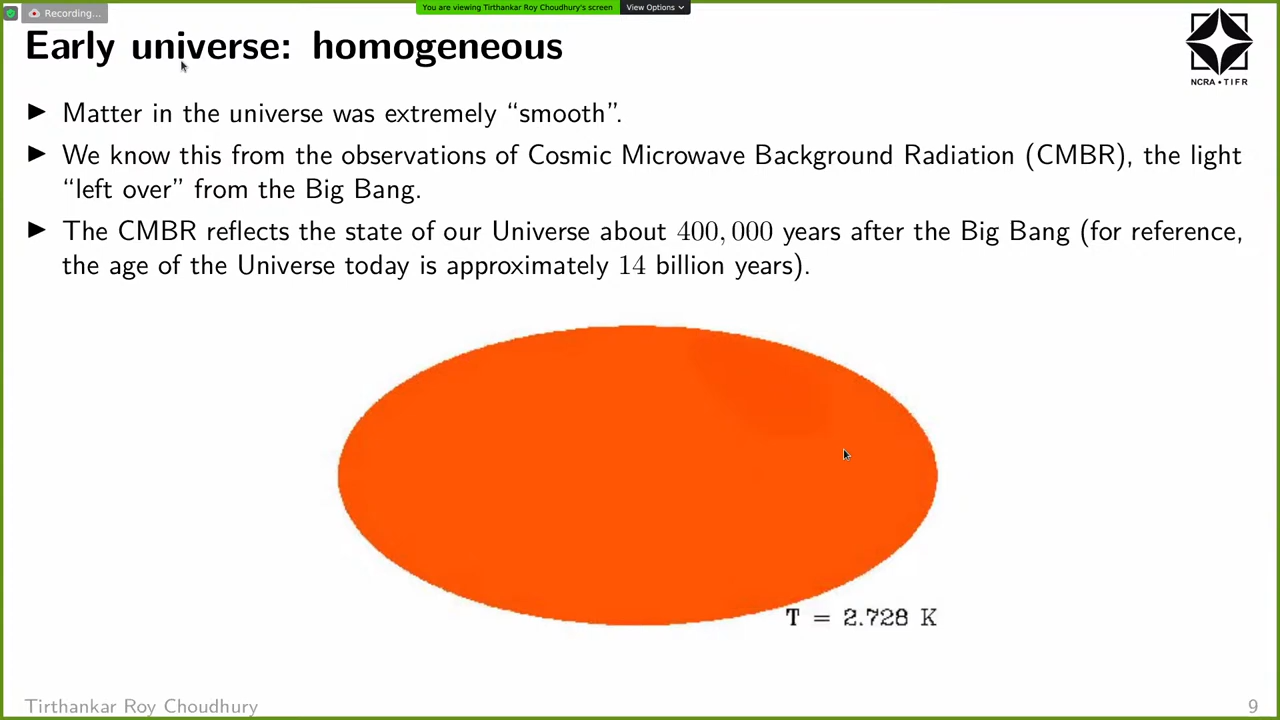 Recording...
You are viewing Tirthankar Roy Choudhury's screen
View Options
Early universe: homogeneous
NCRA • TIFR
▶ Matter in the universe was extremely “smooth”.
▶ We know this from the observations of Cosmic Microwave Background Radiation (CMBR), the light
“left over” from the Big Bang.
▶ The CMBR reflects the state of our Universe about 400,000 years after the Big Bang (for reference,
the age of the Universe today is approximately 14 billion years).
T = 2.728 K
Tirthankar Roy Choudhury
9